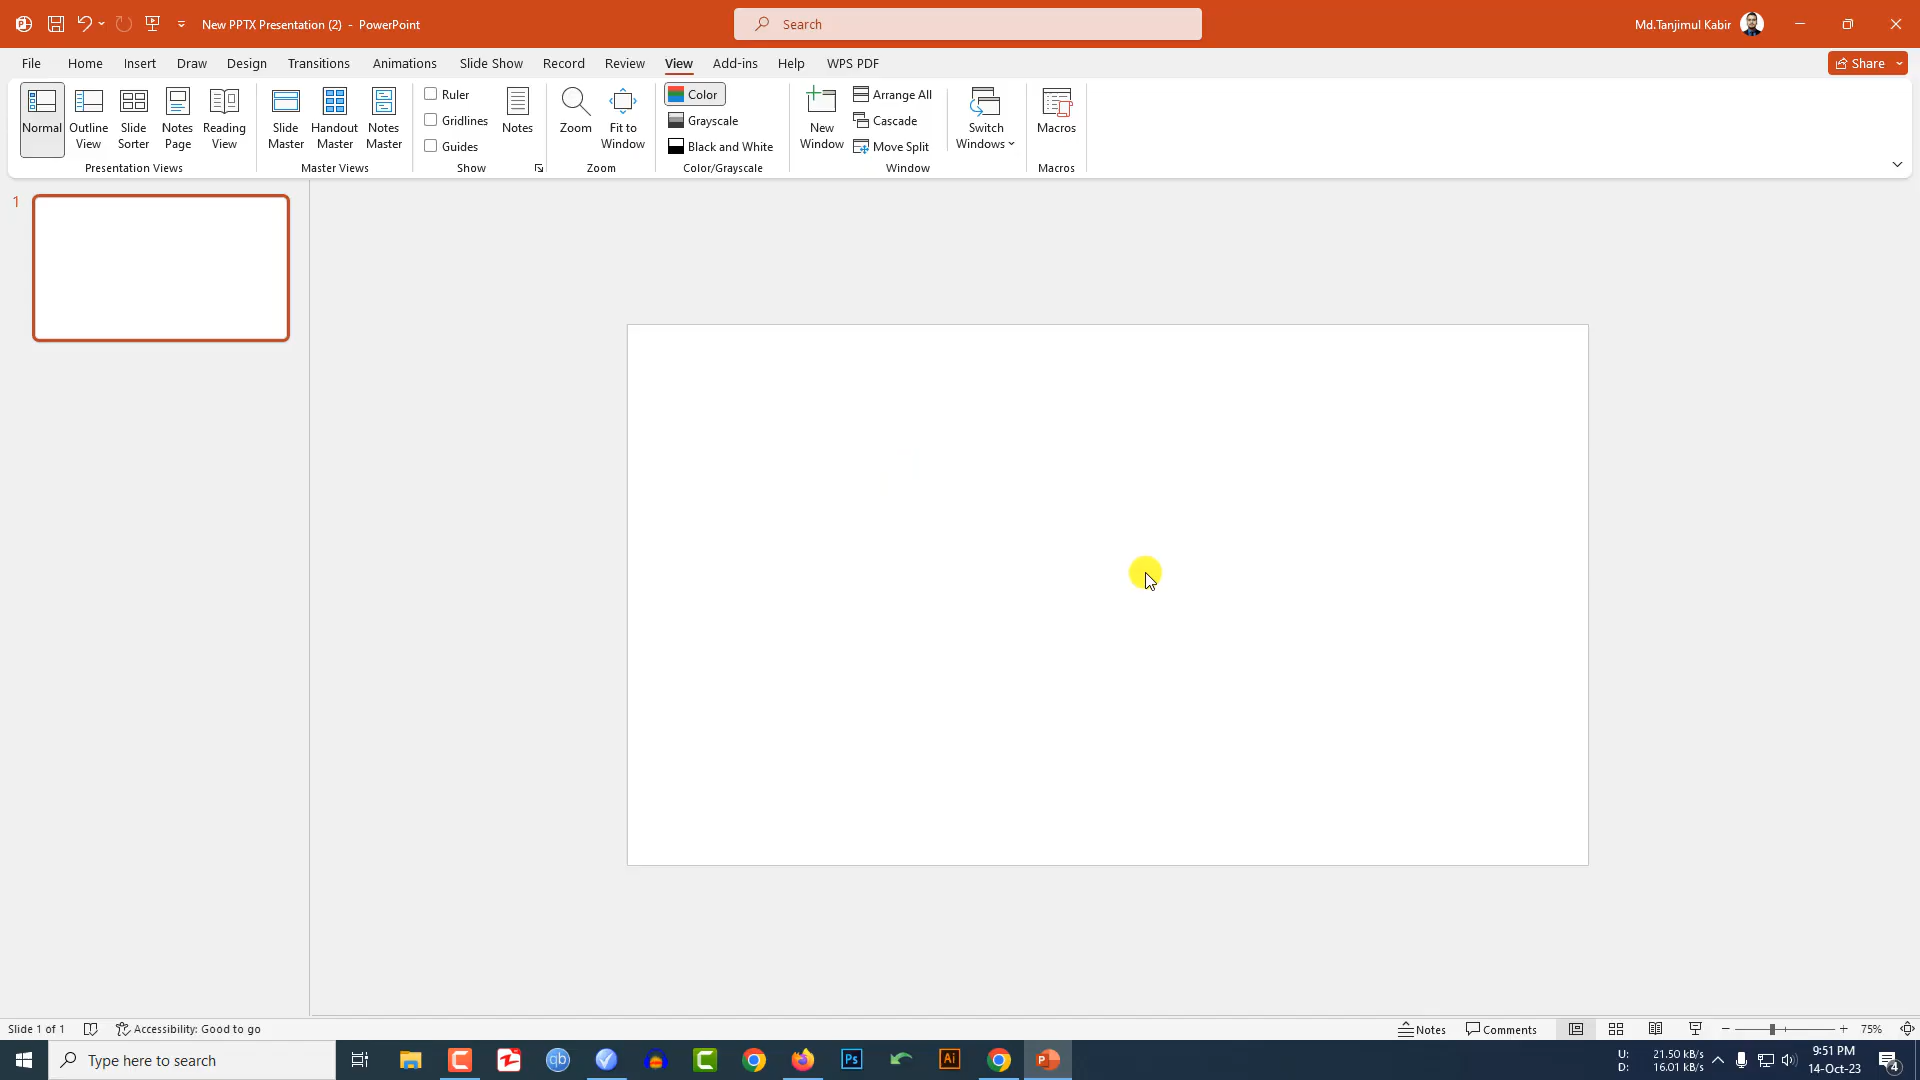 New PPTX Presentation (2) - PowerPoint
Search
Md.Tanjimul Kabir
File Home Insert Draw Design Transitions Animations Slide Show Record Review View Add-ins Help WPS PDF
Share
Normal
Outline View
Slide Sorter
Notes Page
Reading View
Presentation Views
Slide Master
Handout Master
Notes Master
Master Views
Ruler
Gridlines
Guides
Notes
Show
Zoom
Fit to Window
Zoom
Color
Grayscale
Black and White
Color/Grayscale
New Window
Arrange All
Cascade
Move Split
Switch Windows
Window
Macros
Macros
1
Slide 1 of 1
Accessibility: Good to go
Notes
Comments
75%
Type here to search
qb
Ps
Ai
U: 21.50 kB/s
D: 16.01 kB/s
9:51 PM
14-Oct-23
4